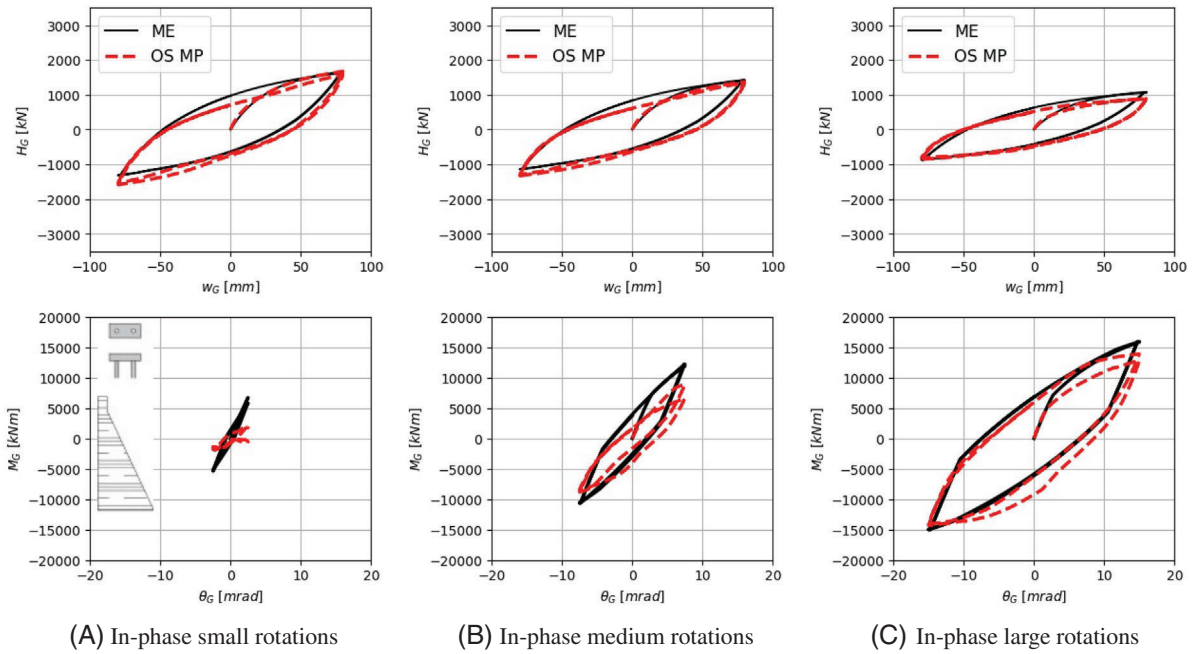 ME
OS MP
3000
2000
1000
0
−1000
−2000
−3000
H_G [kN]
−100 −50 0 50 100
w_G [mm]
ME
OS MP
3000
2000
1000
0
−1000
−2000
−3000
H_G [kN]
−100 −50 0 50 100
w_G [mm]
ME
OS MP
3000
2000
1000
0
−1000
−2000
−3000
H_G [kN]
−100 −50 0 50 100
w_G [mm]
20000
15000
10000
5000
0
−5000
−10000
−15000
−20000
M_G [kNm]
−20 −10 0 10 20
θ_G [mrad]
20000
15000
10000
5000
0
−5000
−10000
−15000
−20000
M_G [kNm]
−20 −10 0 10 20
θ_G [mrad]
20000
15000
10000
5000
0
−5000
−10000
−15000
−20000
M_G [kNm]
−20 −10 0 10 20
θ_G [mrad]
(A) In-phase small rotations
(B) In-phase medium rotations
(C) In-phase large rotations